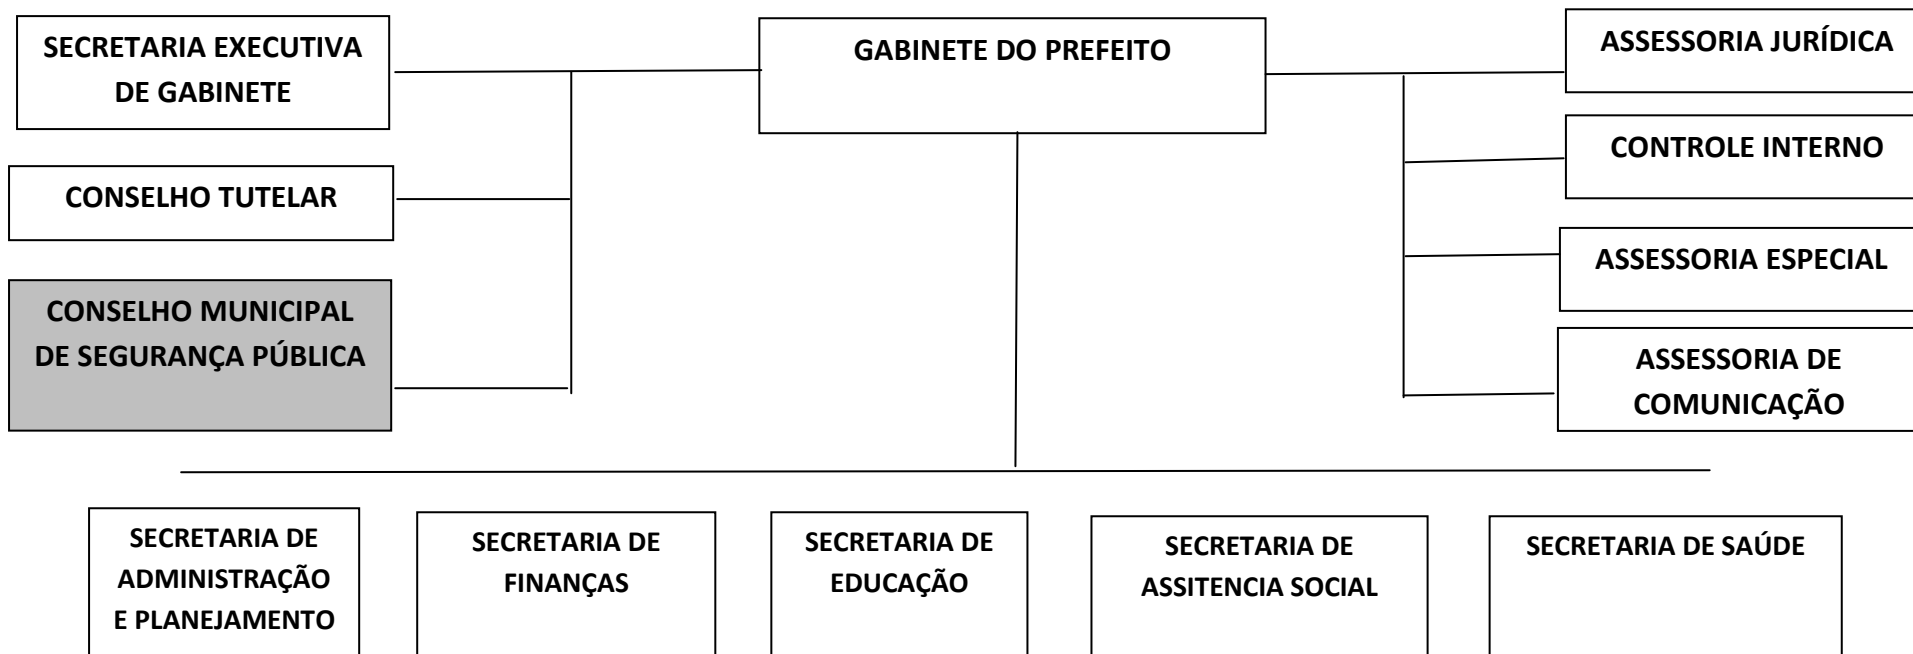 SECRETARIA EXECUTIVA
DE GABINETE
GABINETE DO PREFEITO
ASSESSORIA JURÍDICA
CONSELHO TUTELAR
CONTROLE INTERNO
CONSELHO MUNICIPAL
DE SEGURANÇA PÚBLICA
ASSESSORIA ESPECIAL
ASSESSORIA DE
COMUNICAÇÃO
SECRETARIA DE
ADMINISTRAÇÃO
E PLANEJAMENTO
SECRETARIA DE
FINANÇAS
SECRETARIA DE
EDUCAÇÃO
SECRETARIA DE
ASSITENCIA SOCIAL
SECRETARIA DE SAÚDE